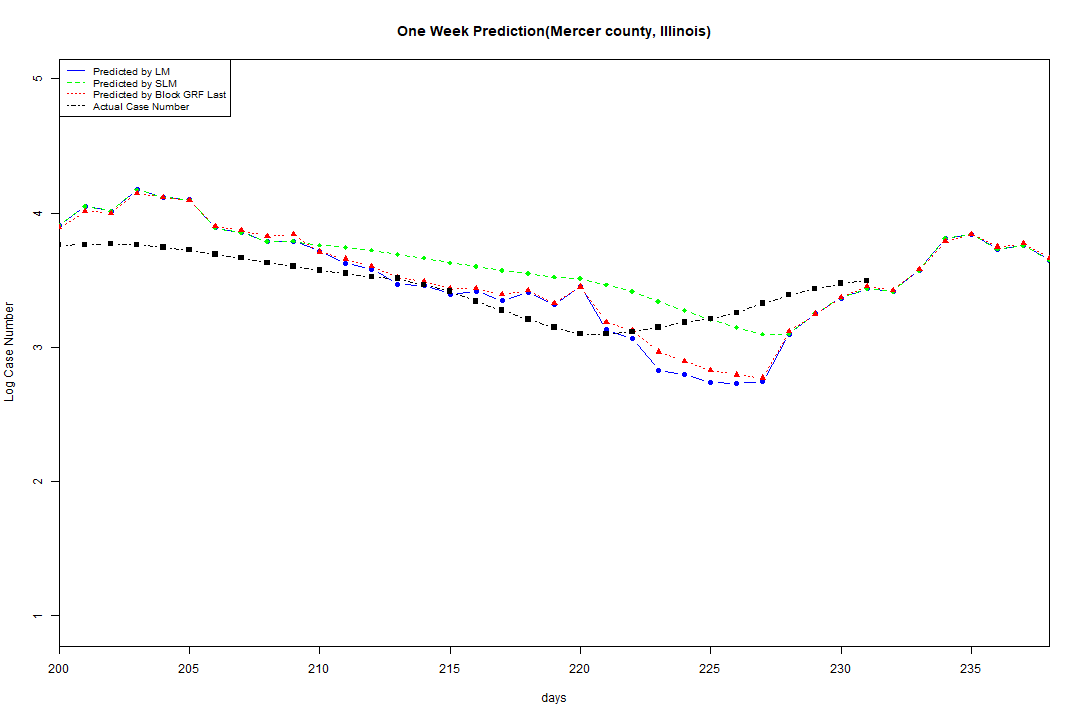 One Week Prediction(Mercer county, Illinois)
Predicted by LM
Predicted by SLM
Predicted by Block GRF Last
Actual Case Number
5
4
3
2
1
Log Case Number
200 205 210 215 220 225 230 235
days